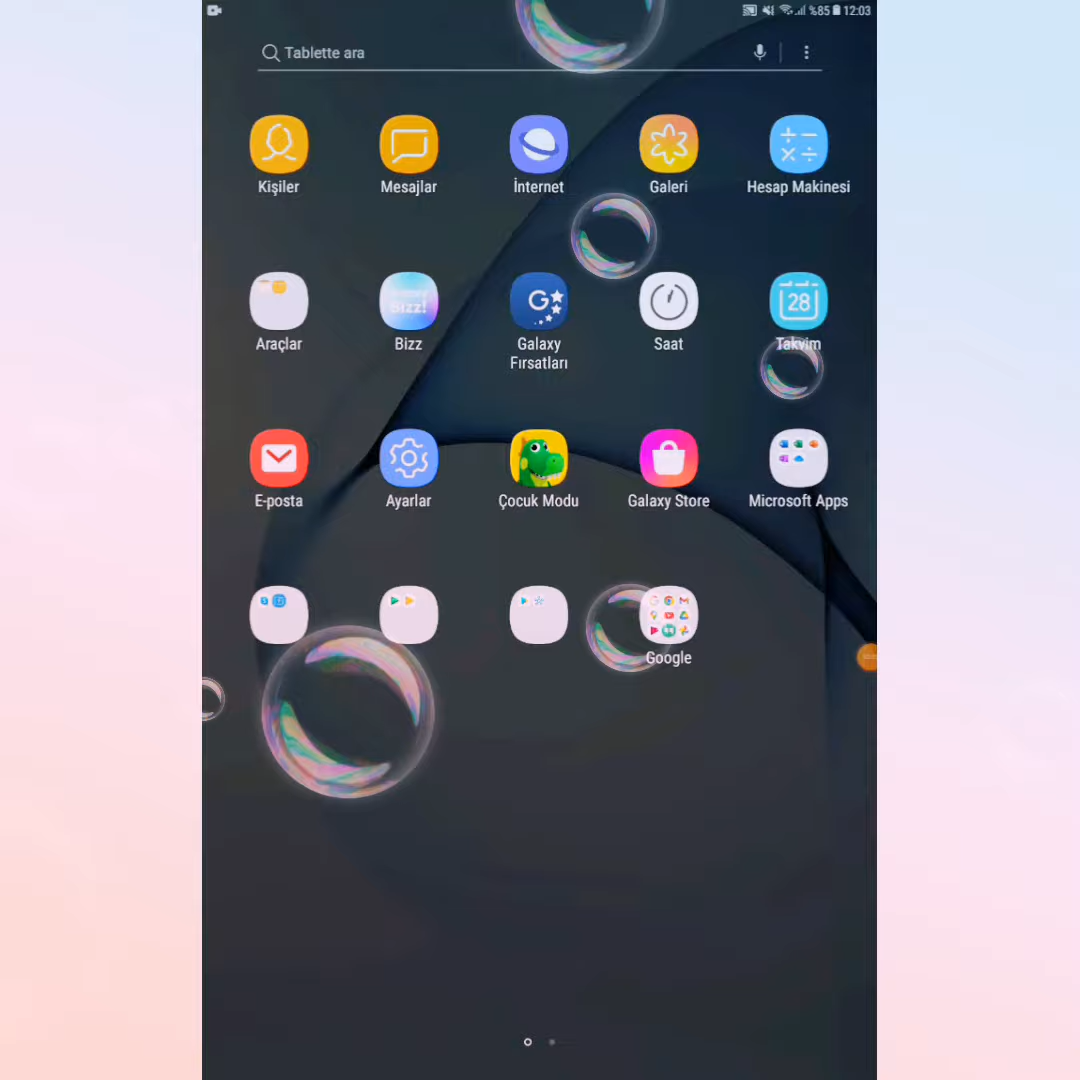 %85 12:03
Tablette ara
Kişiler
Mesajlar
İnternet
Galeri
Hesap Makinesi
28
Araçlar
Bizz
Galaxy
Fırsatları
Saat
Takvim
E-posta
Ayarlar
Çocuk Modu
Galaxy Store
Microsoft Apps
Google